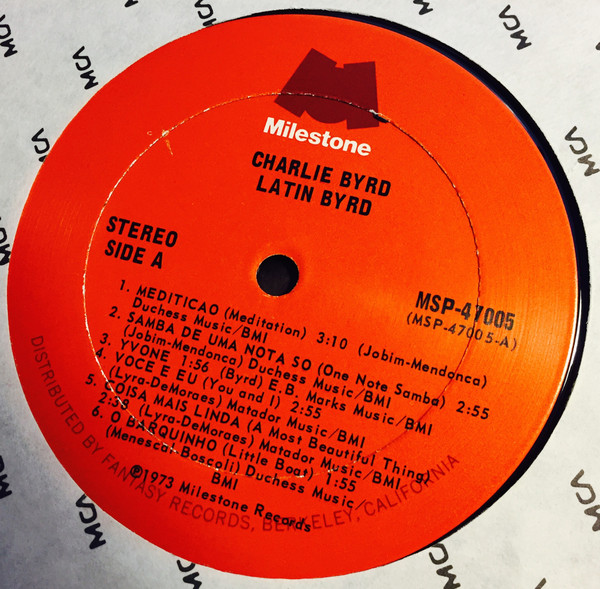 Milestone
CHARLIE BYRD
LATIN BYRD
STEREO
SIDE A
MSP-47005
(MSP-47005-A)
1. MEDITICAO (Meditation) 3:10 (Jobim-Mendonca)
Duchess Music/BMI
2. SAMBA DE UMA NOTA SO (One Note Samba) 2:55
(Jobim-Mendonca) Duchess Music/BMI
3. YVONE 1:56 (Byrd) E.B. Marks Music/BMI
4. VOCE E EU (You and I) 2:55
(Lyra-DeMoraes) Matador Music/BMI
5. COISA MAIS LINDA (A Most Beautiful Thing)
(Lyra-DeMoraes) Matador Music/BMI
6. O BARQUINHO (Little Boat) 1:55
(Menescal-Boscoli) Duchess Music/
BMI
℗1973 Milestone Records
DISTRIBUTED BY FANTASY RECORDS, BERKELEY, CALIFORNIA
MCA
MCA
MCA
MCA
MCA
MCA
MCA
MCA
MCA